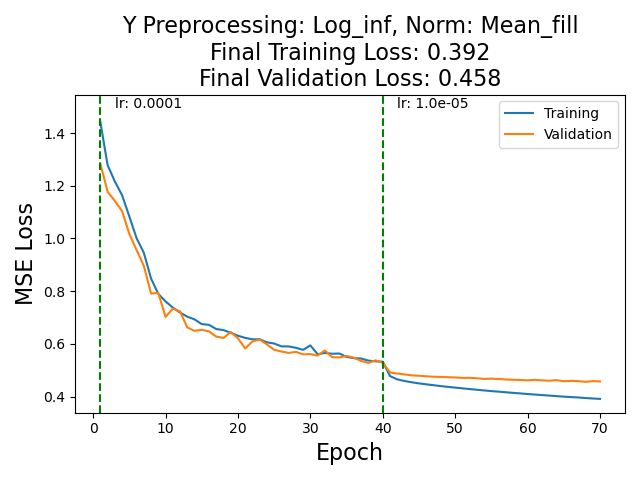 Y Preprocessing: Log_inf, Norm: Mean_fill
Final Training Loss: 0.392
Final Validation Loss: 0.458
lr: 0.0001
lr: 1.0e-05
Training
Validation
MSE Loss
1.4
1.2
1.0
0.8
0.6
0.4
0 10 20 30 40 50 60 70
Epoch